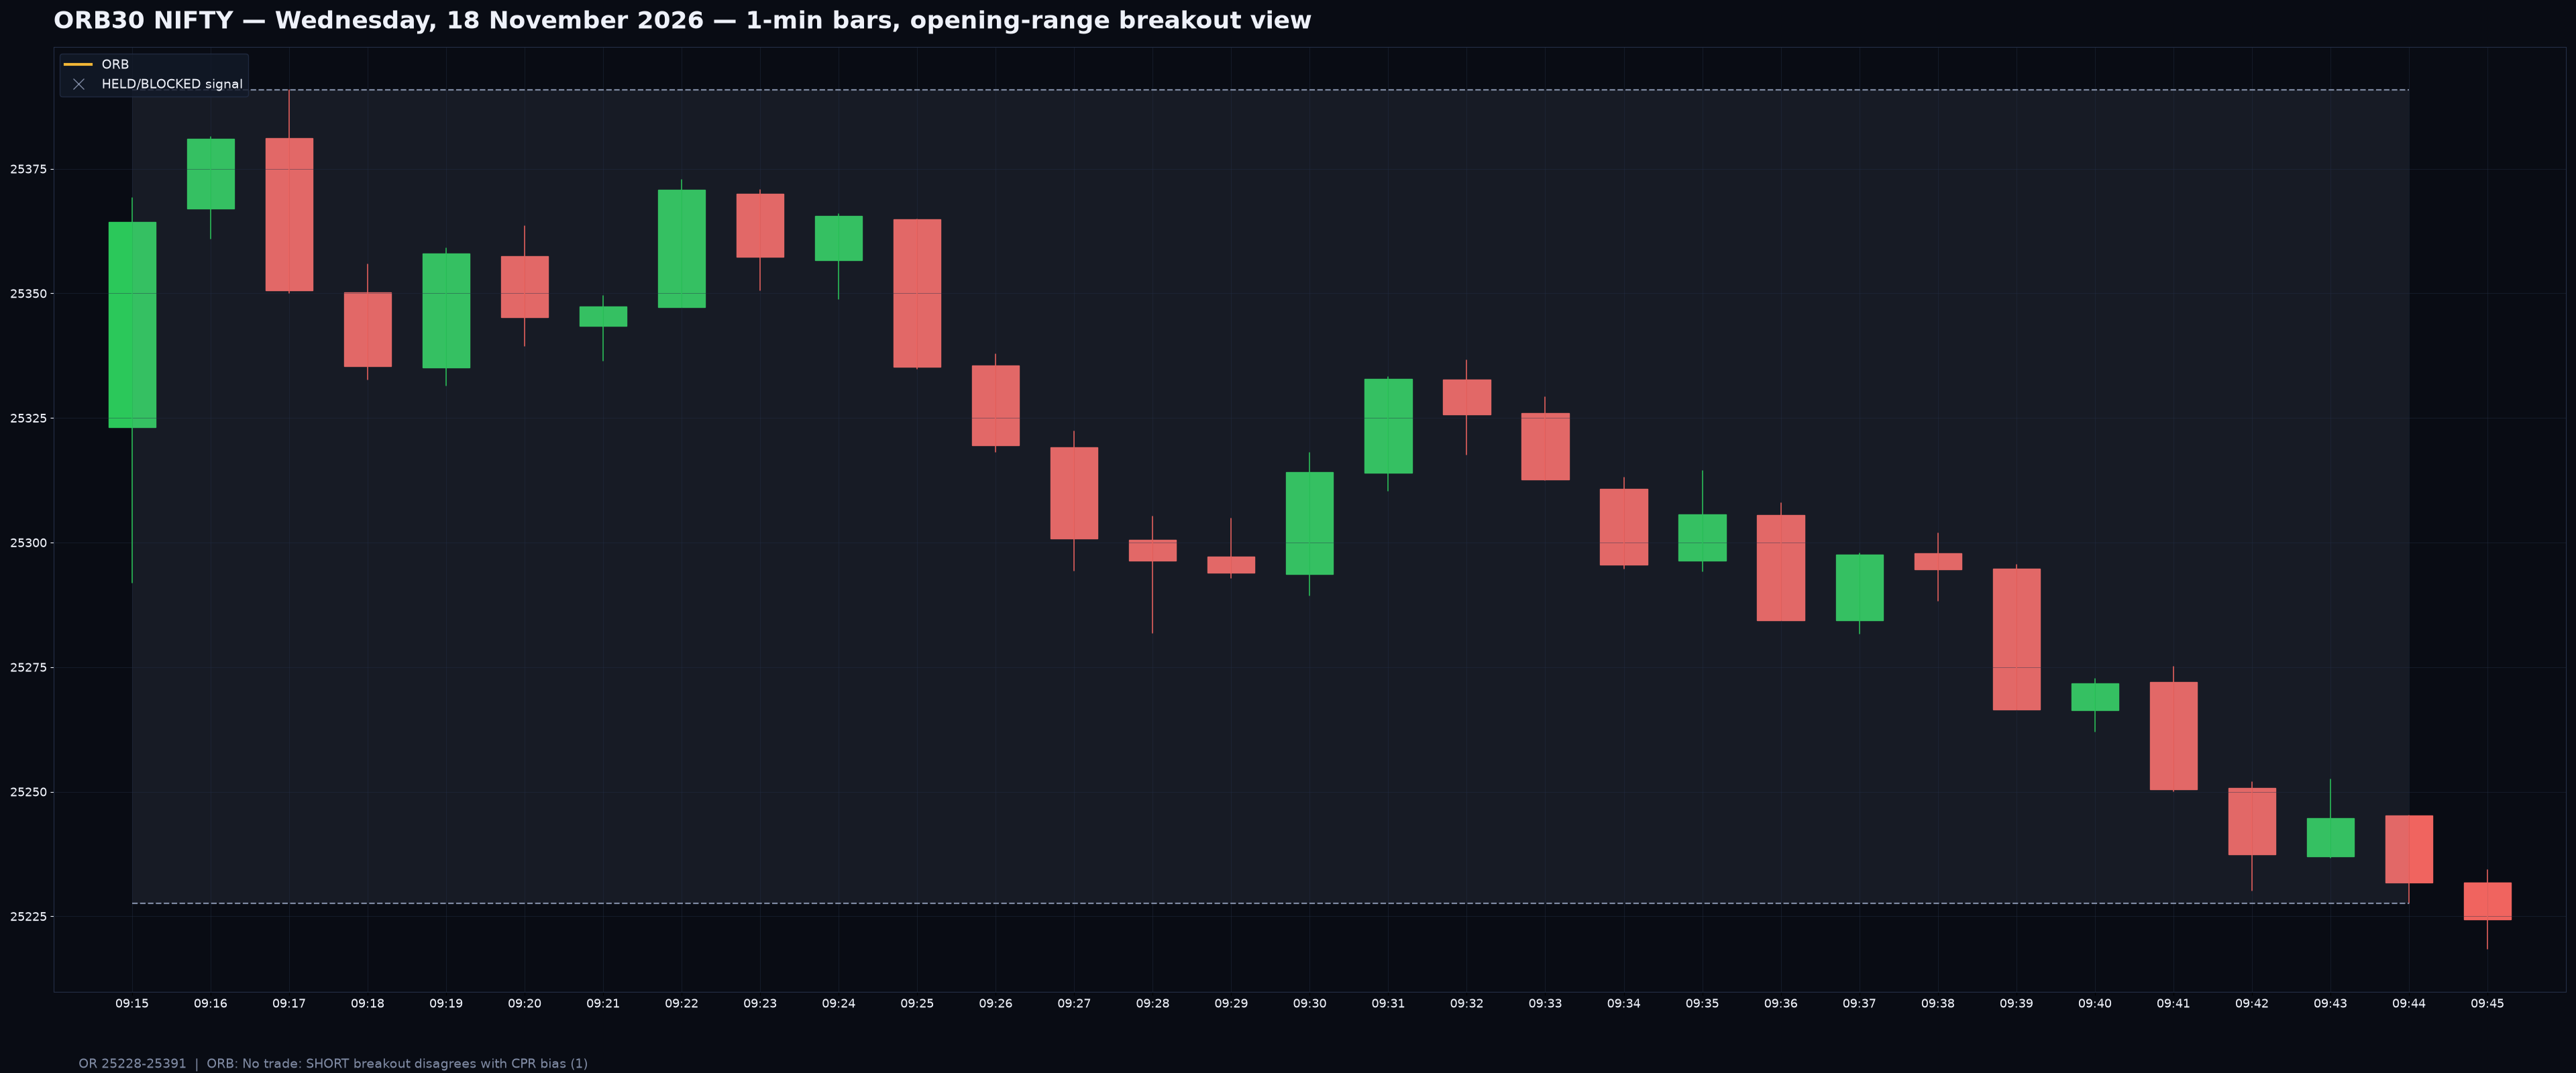 ORB30 NIFTY — Wednesday, 18 November 2026 — 1-min bars, opening-range breakout view
ORB
HELD/BLOCKED signal
25375
25350
25325
25300
25275
25250
25225
09:15 09:16 09:17 09:18 09:19 09:20 09:21 09:22 09:23 09:24 09:25 09:26 09:27 09:28 09:29 09:30 09:31 09:32 09:33 09:34 09:35 09:36 09:37 09:38 09:39 09:40 09:41 09:42 09:43 09:44 09:45
OR 25228-25391 | ORB: No trade: SHORT breakout disagrees with CPR bias (1)